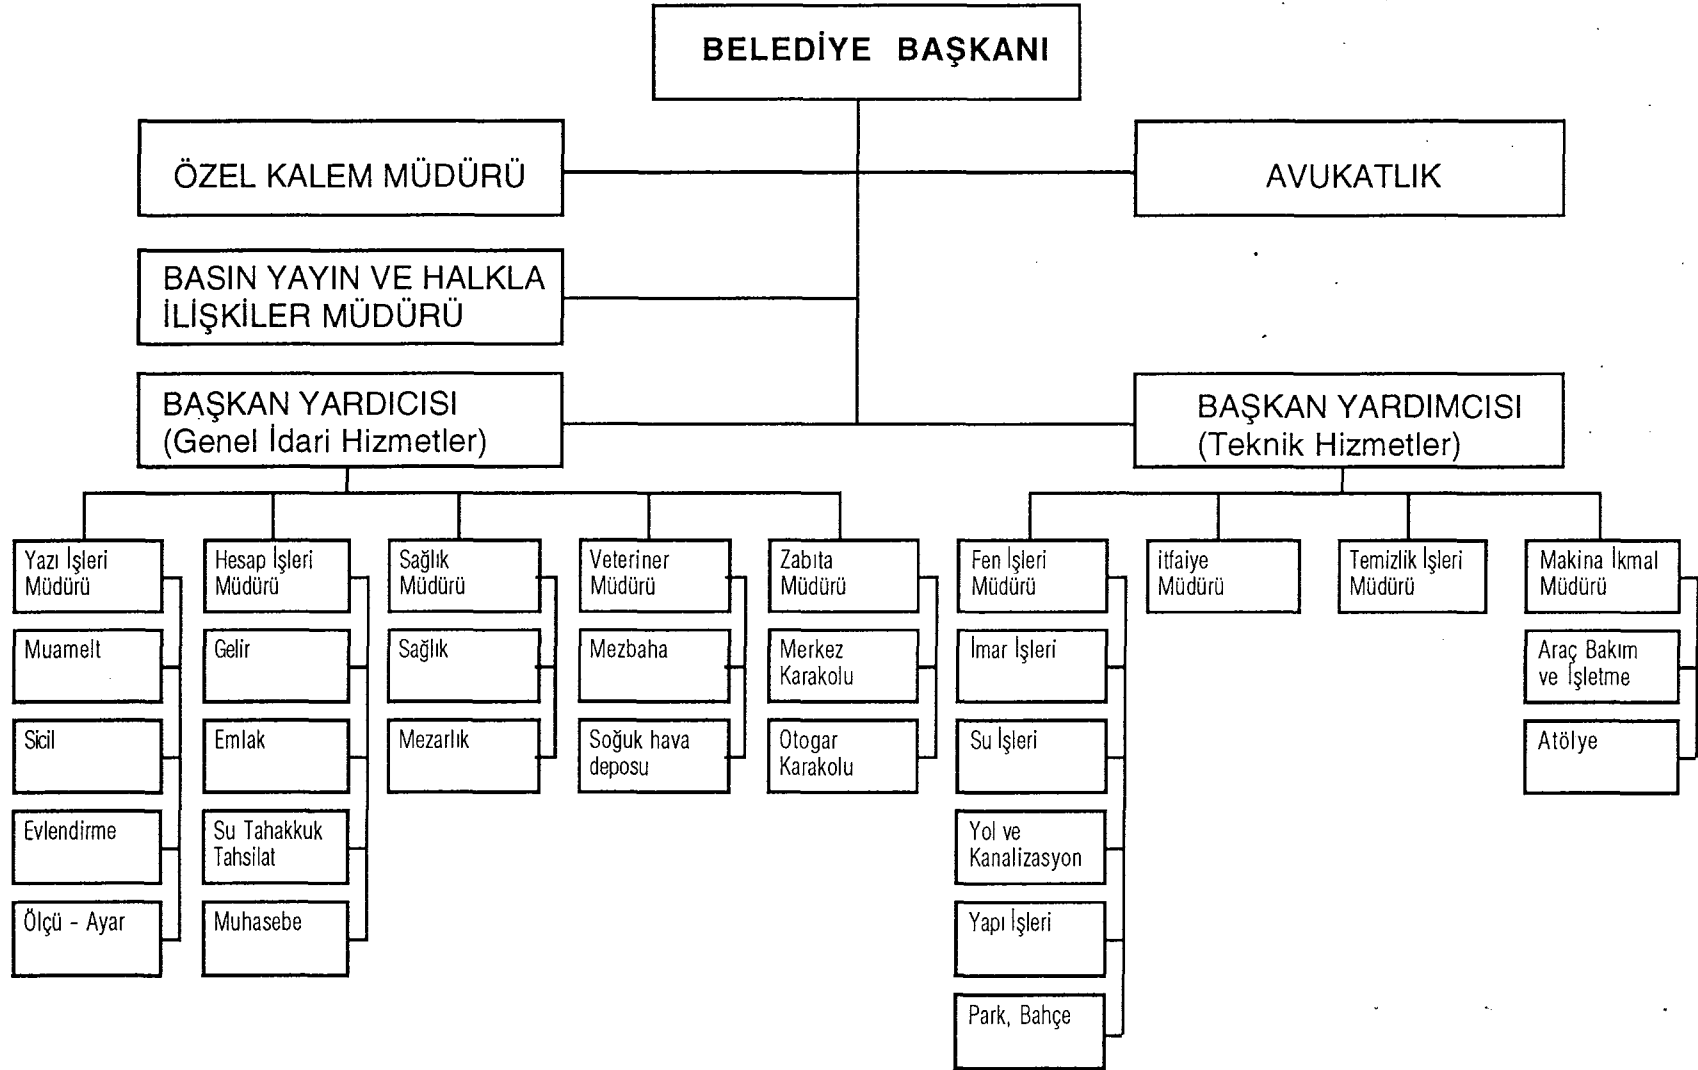 BELEDİYE BAŞKANI
ÖZEL KALEM MÜDÜRÜ
AVUKATLIK
BASIN YAYIN VE HALKLA
İLİŞKİLER MÜDÜRÜ
BAŞKAN YARDICISI
(Genel İdari Hizmetler)
BAŞKAN YARDIMCISI
(Teknik Hizmetler)
Yazı İşleri
Müdürü
Muamelt
Sicil
Evlendirme
Ölçü - Ayar
Hesap İşleri
Müdürü
Gelir
Emlak
Su Tahakkuk
Tahsilat
Muhasebe
Sağlık
Müdürü
Sağlık
Mezarlık
Veteriner
Müdürü
Mezbaha
Soğuk hava
deposu
Zabıta
Müdürü
Merkez
Karakolu
Otogar
Karakolu
Fen İşleri
Müdürü
İmar İşleri
Su İşleri
Yol ve
Kanalizasyon
Yapı İşleri
Park, Bahçe
itfaiye
Müdürü
Temizlik İşleri
Müdürü
Makina İkmal
Müdürü
Araç Bakım
ve İşletme
Atölye